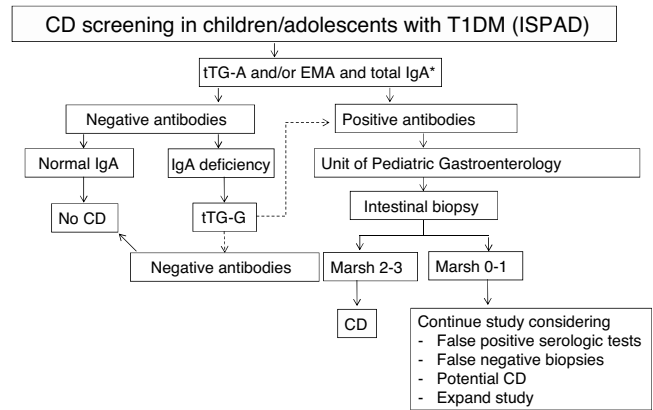 CD screening in children/adolescents with T1DM (ISPAD)
tTG-A and/or EMA and total IgA*
Negative antibodies
Positive antibodies
Normal IgA
IgA deficiency
Unit of Pediatric Gastroenterology
No CD
tTG-G
Intestinal biopsy
Negative antibodies
Marsh 2-3
Marsh 0-1
CD
Continue study considering
- False positive serologic tests
- False negative biopsies
- Potential CD
- Expand study